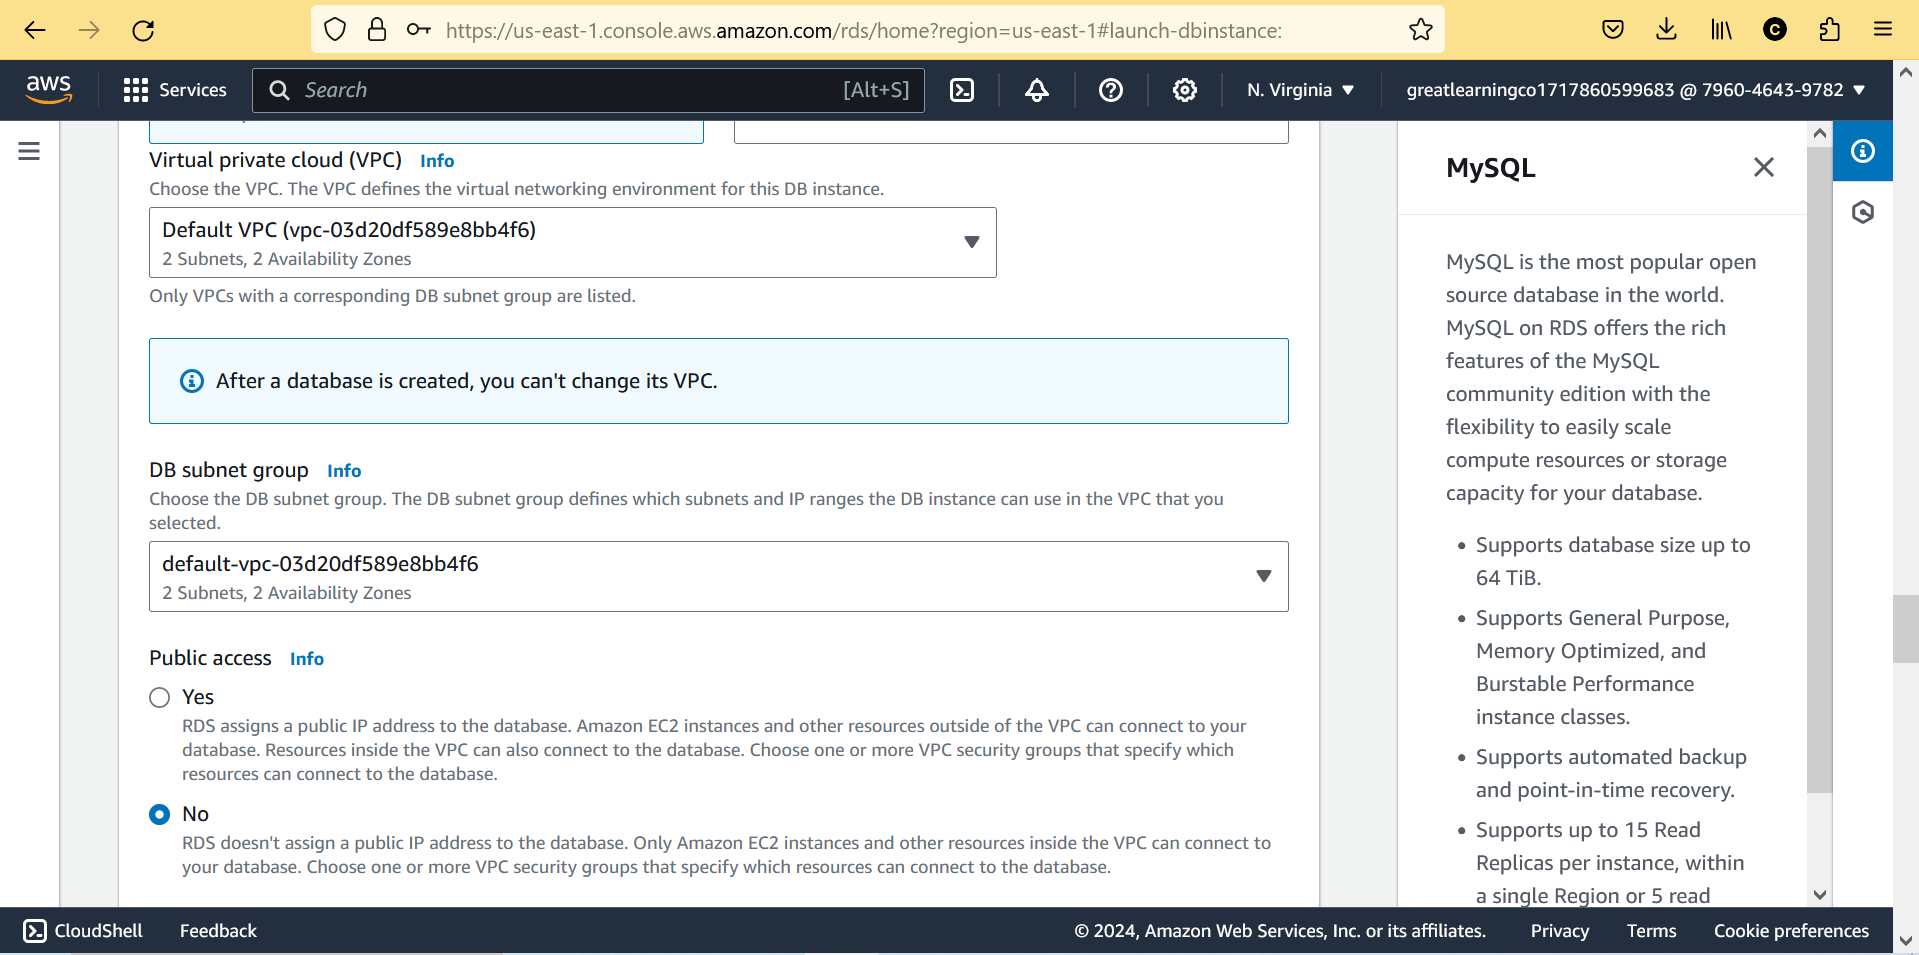 https://us-east-1.console.aws.amazon.com/rds/home?region=us-east-1#launch-dbinstance:
aws
Services
Search
[Alt+S]
N. Virginia
greatlearningco1717860599683 @ 7960-4643-9782
Virtual private cloud (VPC) Info
Choose the VPC. The VPC defines the virtual networking environment for this DB instance.
Default VPC (vpc-03d20df589e8bb4f6)
2 Subnets, 2 Availability Zones
Only VPCs with a corresponding DB subnet group are listed.
After a database is created, you can't change its VPC.
DB subnet group Info
Choose the DB subnet group. The DB subnet group defines which subnets and IP ranges the DB instance can use in the VPC that you
selected.
default-vpc-03d20df589e8bb4f6
2 Subnets, 2 Availability Zones
Public access Info
Yes
RDS assigns a public IP address to the database. Amazon EC2 instances and other resources outside of the VPC can connect to your
database. Resources inside the VPC can also connect to the database. Choose one or more VPC security groups that specify which
resources can connect to the database.
No
RDS doesn't assign a public IP address to the database. Only Amazon EC2 instances and other resources inside the VPC can connect to
your database. Choose one or more VPC security groups that specify which resources can connect to the database.
MySQL
MySQL is the most popular open
source database in the world.
MySQL on RDS offers the rich
features of the MySQL
community edition with the
flexibility to easily scale
compute resources or storage
capacity for your database.
• Supports database size up to
64 TiB.
• Supports General Purpose,
Memory Optimized, and
Burstable Performance
instance classes.
• Supports automated backup
and point-in-time recovery.
• Supports up to 15 Read
Replicas per instance, within
a single Region or 5 read
CloudShell
Feedback
© 2024, Amazon Web Services, Inc. or its affiliates.
Privacy
Terms
Cookie preferences